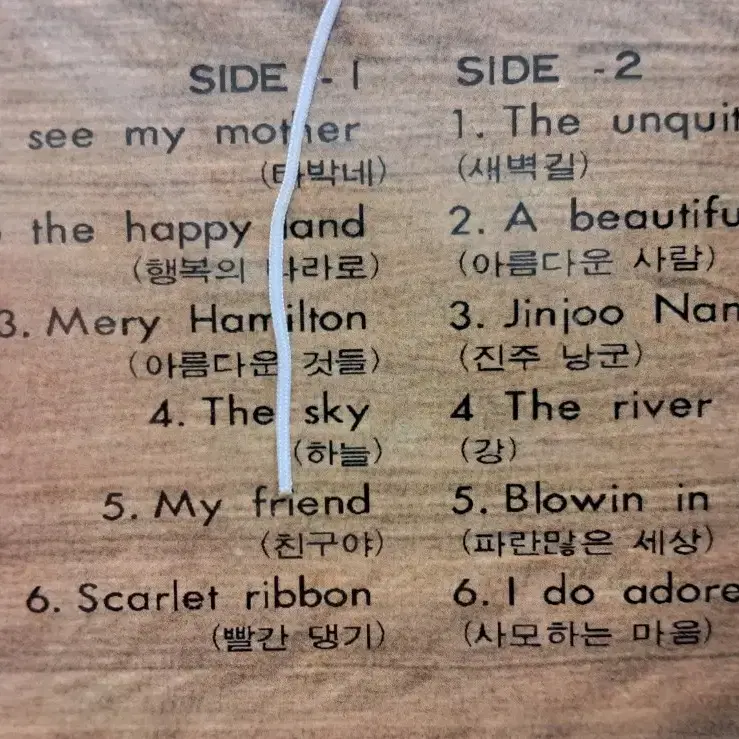 SIDE - 1
see my mother
(타박네)
the happy land
(행복의 나라로)
3. Mery Hamilton
(아름다운 것들)
4. The sky
(하늘)
5. My friend
(친구야)
6. Scarlet ribbon
(빨간 댕기)
SIDE - 2
1. The
(새벽길)
2. A
(아름다운 사람)
3. Jinjoo
(진주 낭군)
4 The river
(강)
5. Blowin in
(파란많은 세상)
6. I do adore
(사모하는 마음)